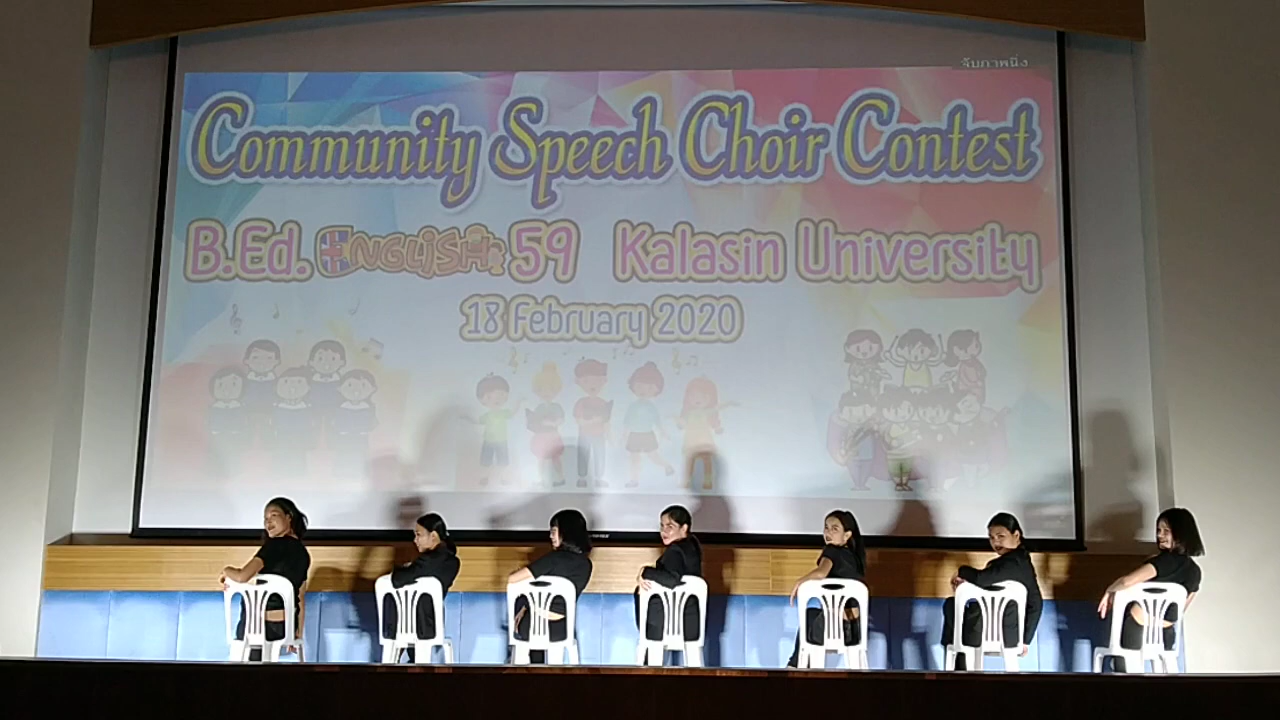 จับภาพนิ่ง
Community Speech Choir Contest
B.Ed. ENGLiSH 59 Kalasin University
18 February 2020